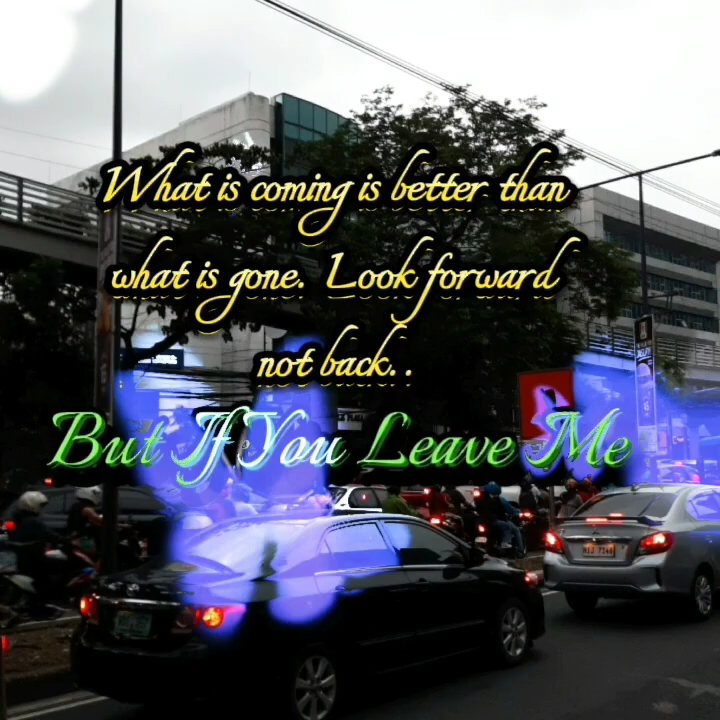 What is coming is better than
what is gone. Look forward
not back. .
But If You Leave Me